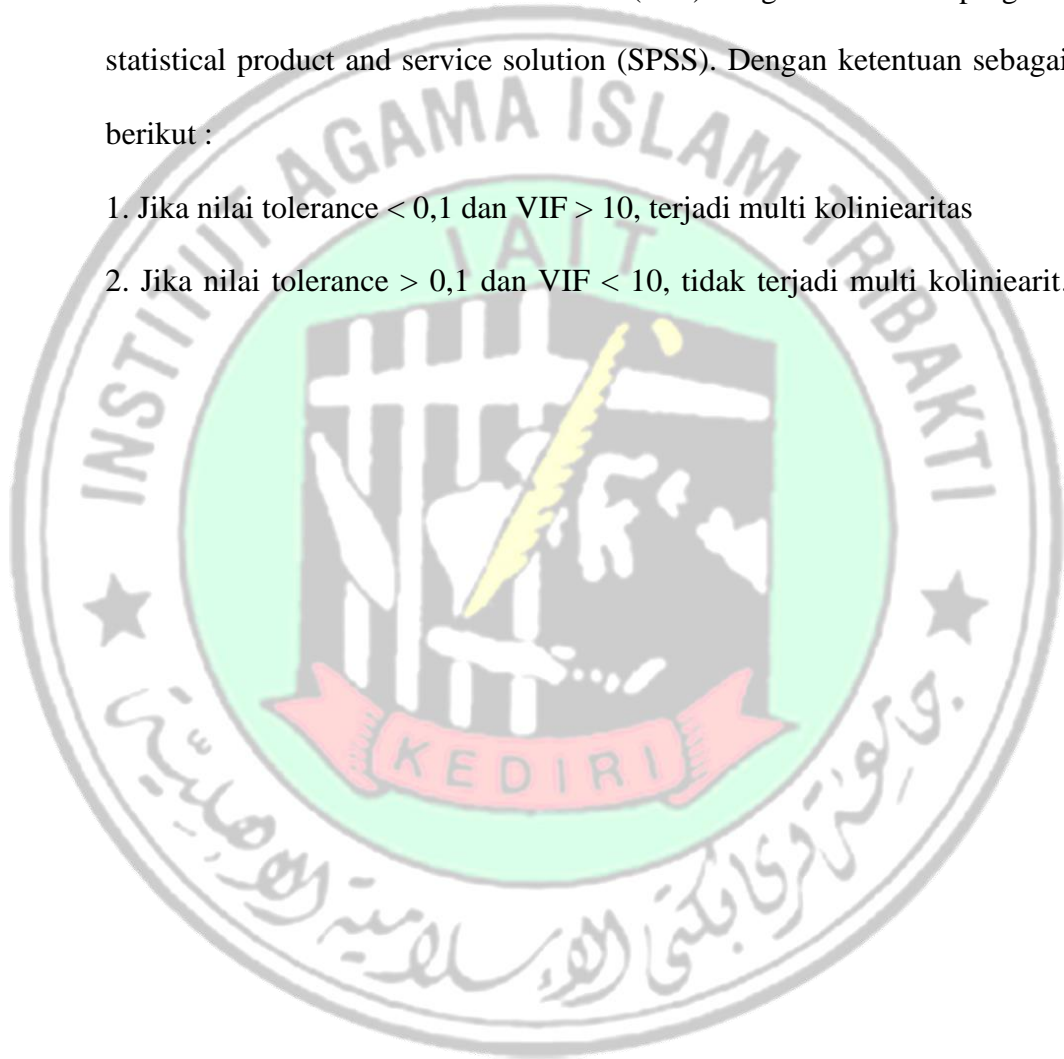 statistical product and service solution (SPSS). Dengan ketentuan sebagai
berikut :
1. Jika nilai tolerance < 0,1 dan VIF > 10, terjadi multi koliniearitas
2. Jika nilai tolerance > 0,1 dan VIF < 10, tidak terjadi multi koliniearit.
INSTITUT AGAMA ISLAM TRIBAKTI
IAIT
KEDIRI